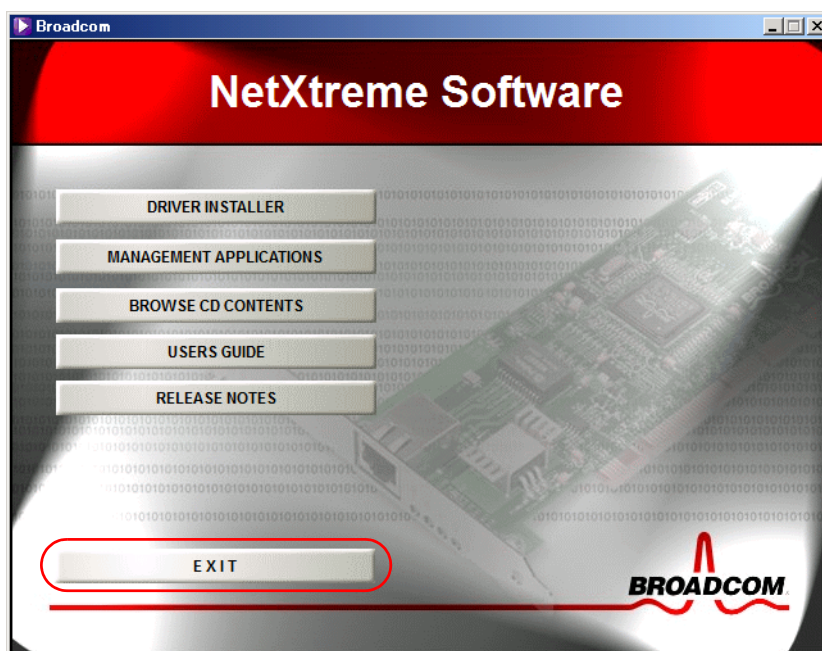 Broadcom
NetXtreme Software
DRIVER INSTALLER
MANAGEMENT APPLICATIONS
BROWSE CD CONTENTS
USERS GUIDE
RELEASE NOTES
EXIT
BROADCOM